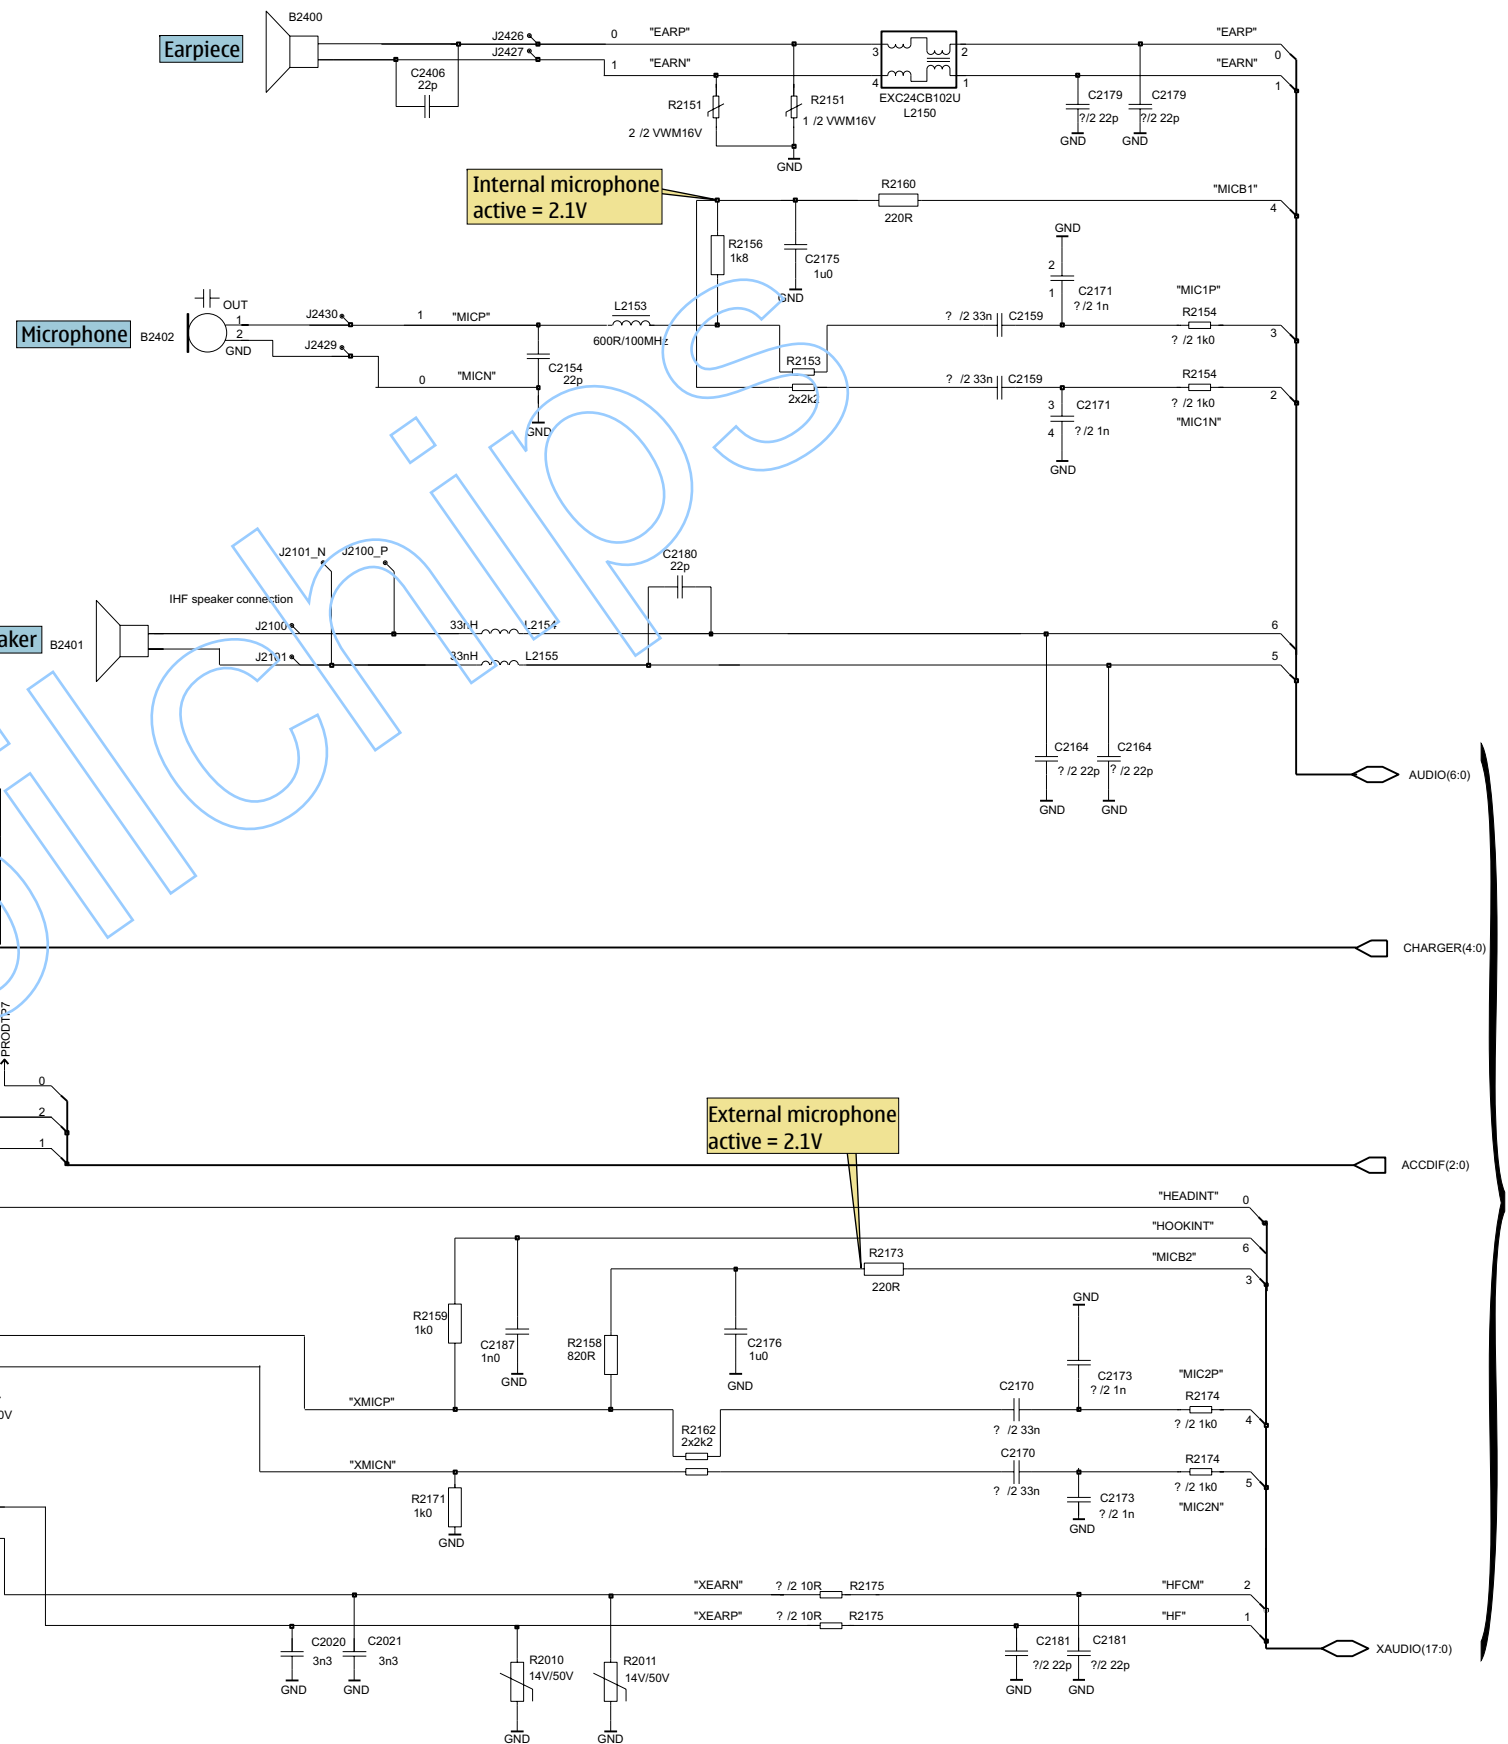 B2400
Earpiece
J2426
J2427
0
"EARP"
1
"EARN"
C2406
22p
R2151
2 /2 VWM16V
R2151
1 /2 VWM16V
GND
3
4
2
1
EXC24CB102U
L2150
"EARP"
0
"EARN"
1
C2179
?/2 22p
GND
C2179
?/2 22p
GND
Internal microphone
active = 2.1V
R2160
220R
"MICB1"
4
R2156
1k8
C2175
1u0
GND
GND
2
1
C2171
? /2 1n
"MIC1P"
R2154
? /2 1k0
3
Microphone
B2402
OUT
1
2
GND
J2430
J2429
1
"MICP"
0
"MICN"
C2154
22p
GND
L2153
600R/100MHz
R2153
2x2k2
? /2 33n
C2159
? /2 33n
C2159
3
4
C2171
? /2 1n
GND
R2154
? /2 1k0
"MIC1N"
2
J2101_N
J2100_P
C2180
22p
IHF speaker connection
aker
B2401
J2100
J2101
33nH
L2154
33nH
L2155
6
5
C2164
? /2 22p
GND
C2164
? /2 22p
GND
AUDIO(6:0)
silchips
CHARGER(4:0)
PRODTP7
0
2
1
External microphone
active = 2.1V
ACCDIF(2:0)
"HEADINT"
0
"HOOKINT"
6
R2173
220R
"MICB2"
3
R2159
1k0
C2187
1n0
GND
R2158
820R
C2176
1u0
GND
GND
C2173
? /2 1n
"MIC2P"
R2174
? /2 1k0
4
0V
"XMICP"
R2162
2x2k2
C2170
? /2 33n
"XMICN"
C2170
? /2 33n
R2174
? /2 1k0
5
"MIC2N"
R2171
1k0
GND
C2173
? /2 1n
GND
"XEARN"
? /2 10R
R2175
"HFCM"
2
"XEARP"
? /2 10R
R2175
"HF"
1
C2020
3n3
GND
C2021
3n3
GND
R2010
14V/50V
GND
R2011
14V/50V
GND
C2181
?/2 22p
GND
C2181
?/2 22p
GND
XAUDIO(17:0)